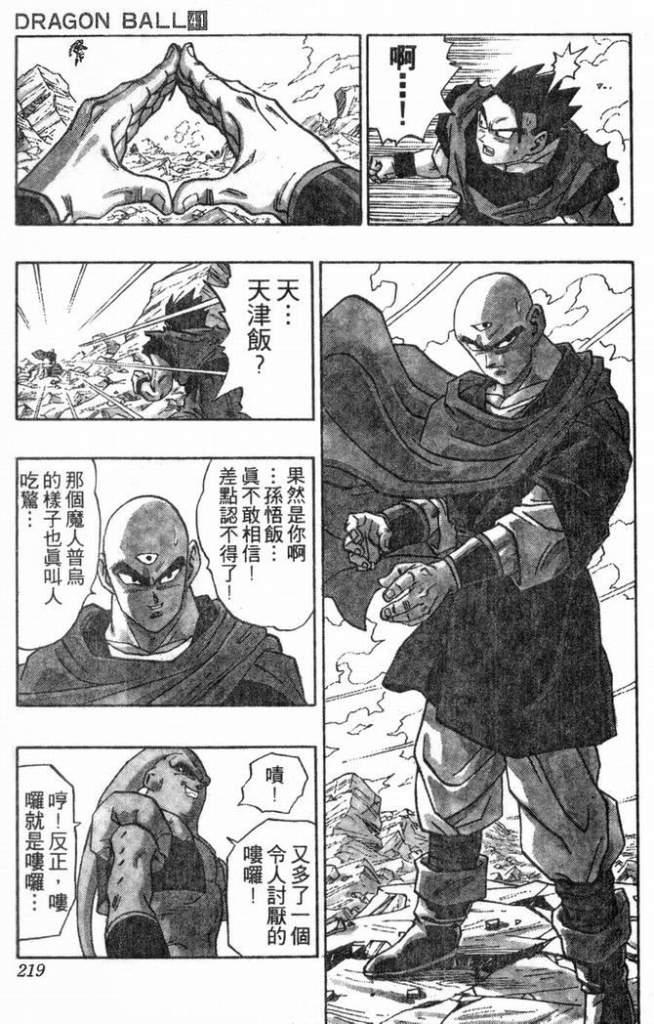 DRAGON BALL 41
啊…！
天…
天津飯？
果然是你啊
…孫悟飯…
眞不敢相信！
差點認不得了！
那個魔人普烏
的樣子也眞叫人
吃驚…
嘖！
又多了一個
令人討厭的
嘍囉！
哼！反正，嘍
囉就是嘍囉…
219